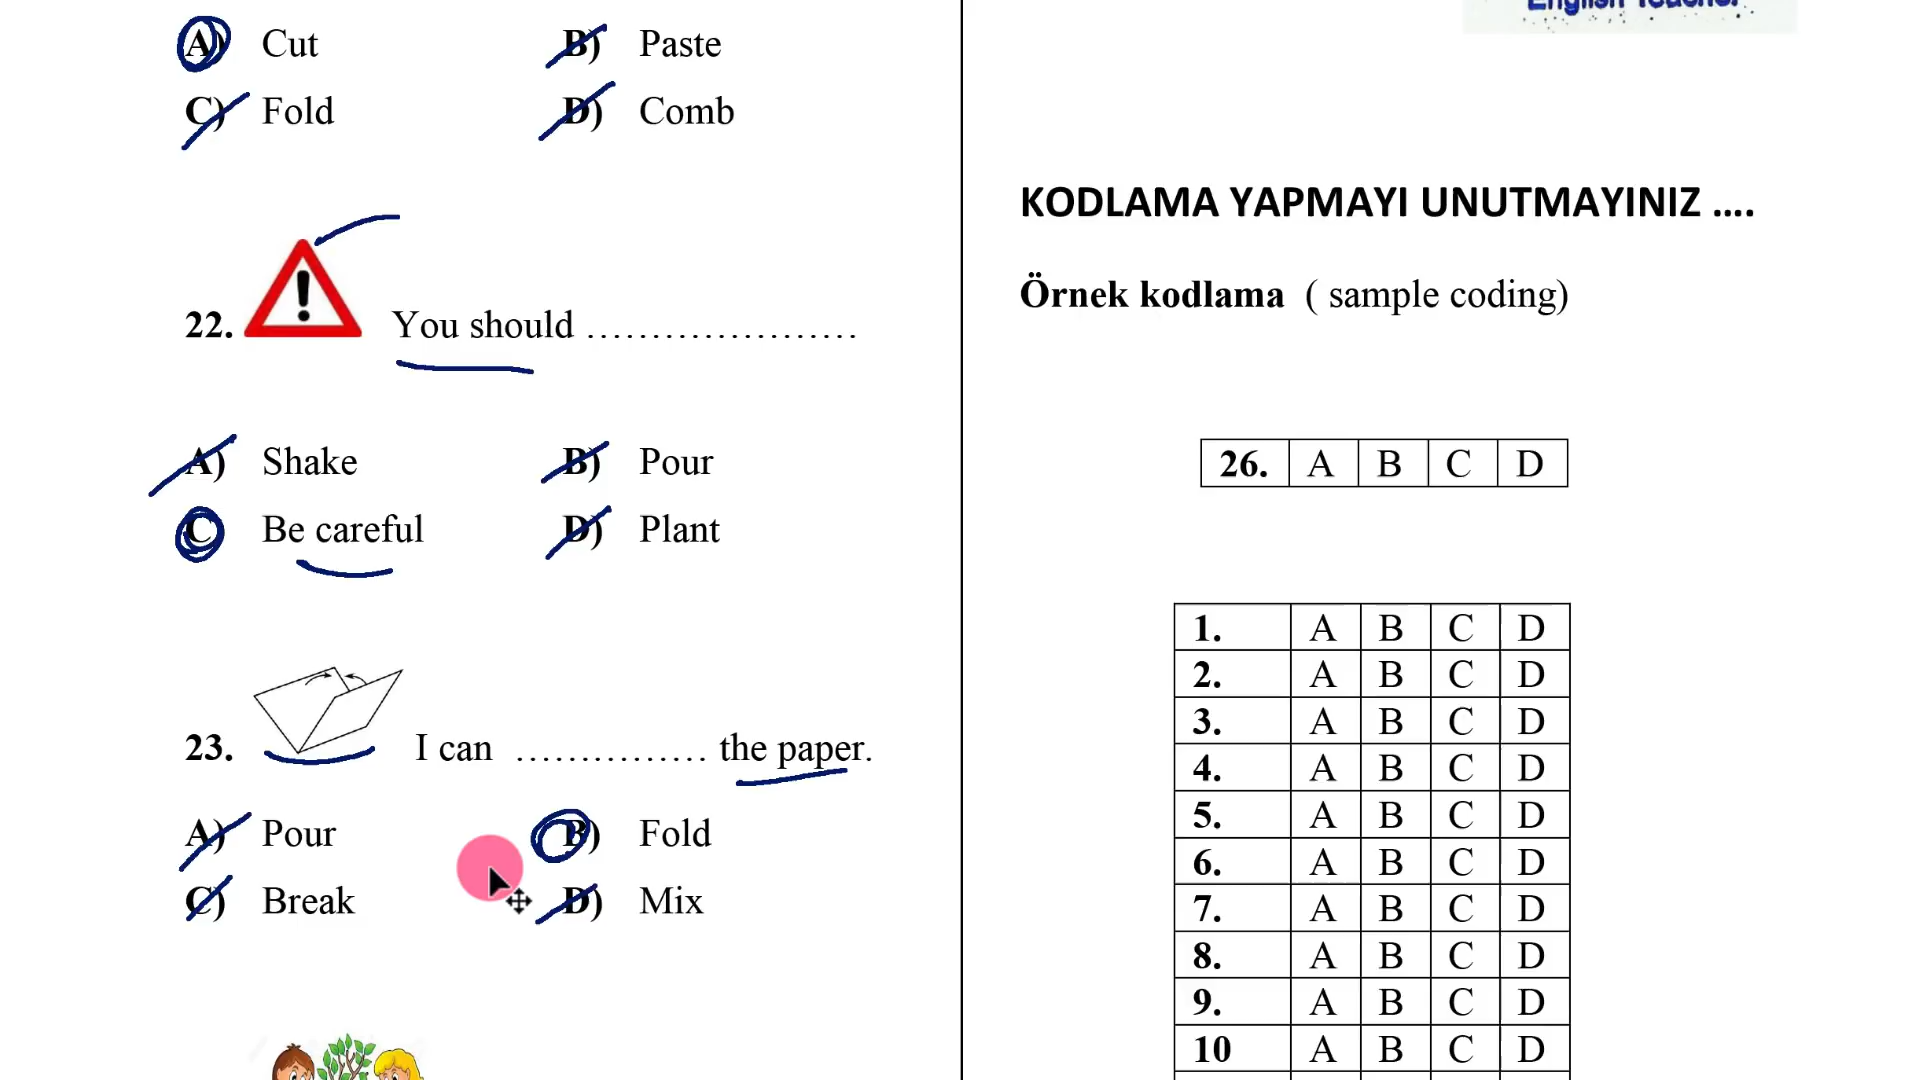 A) Cut B) Paste
C) Fold D) Comb
22. You should .....................
A) Shake B) Pour
C Be careful D) Plant
23. I can ............... the paper.
A) Pour B) Fold
C) Break D) Mix
English Teacher
KODLAMA YAPMAYI UNUTMAYINIZ ....
Örnek kodlama ( sample coding)
26. A B C D
1. A B C D
2. A B C D
3. A B C D
4. A B C D
5. A B C D
6. A B C D
7. A B C D
8. A B C D
9. A B C D
10 A B C D